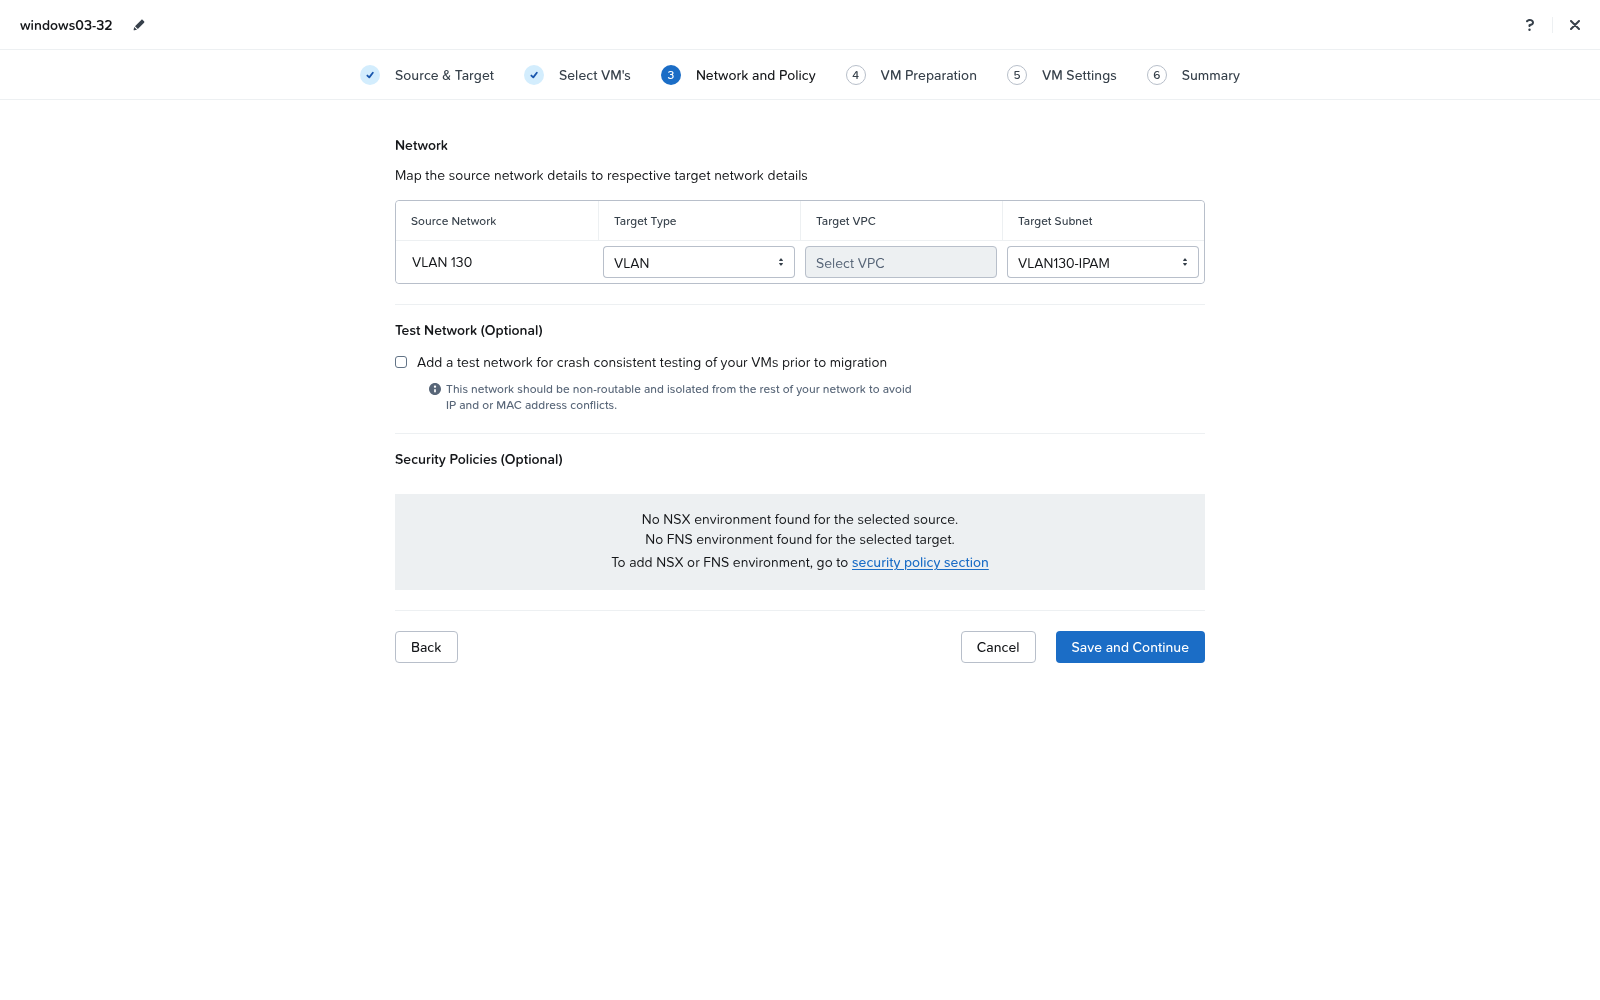 windows03-32
?
Source & Target
Select VM's
3 Network and Policy
4 VM Preparation
5 VM Settings
6 Summary
Network
Map the source network details to respective target network details
Source Network Target Type Target VPC Target Subnet
VLAN 130 VLAN Select VPC VLAN130-IPAM
Test Network (Optional)
Add a test network for crash consistent testing of your VMs prior to migration
This network should be non-routable and isolated from the rest of your network to avoid
IP and or MAC address conflicts.
Security Policies (Optional)
No NSX environment found for the selected source.
No FNS environment found for the selected target.
To add NSX or FNS environment, go to security policy section
Back Cancel Save and Continue